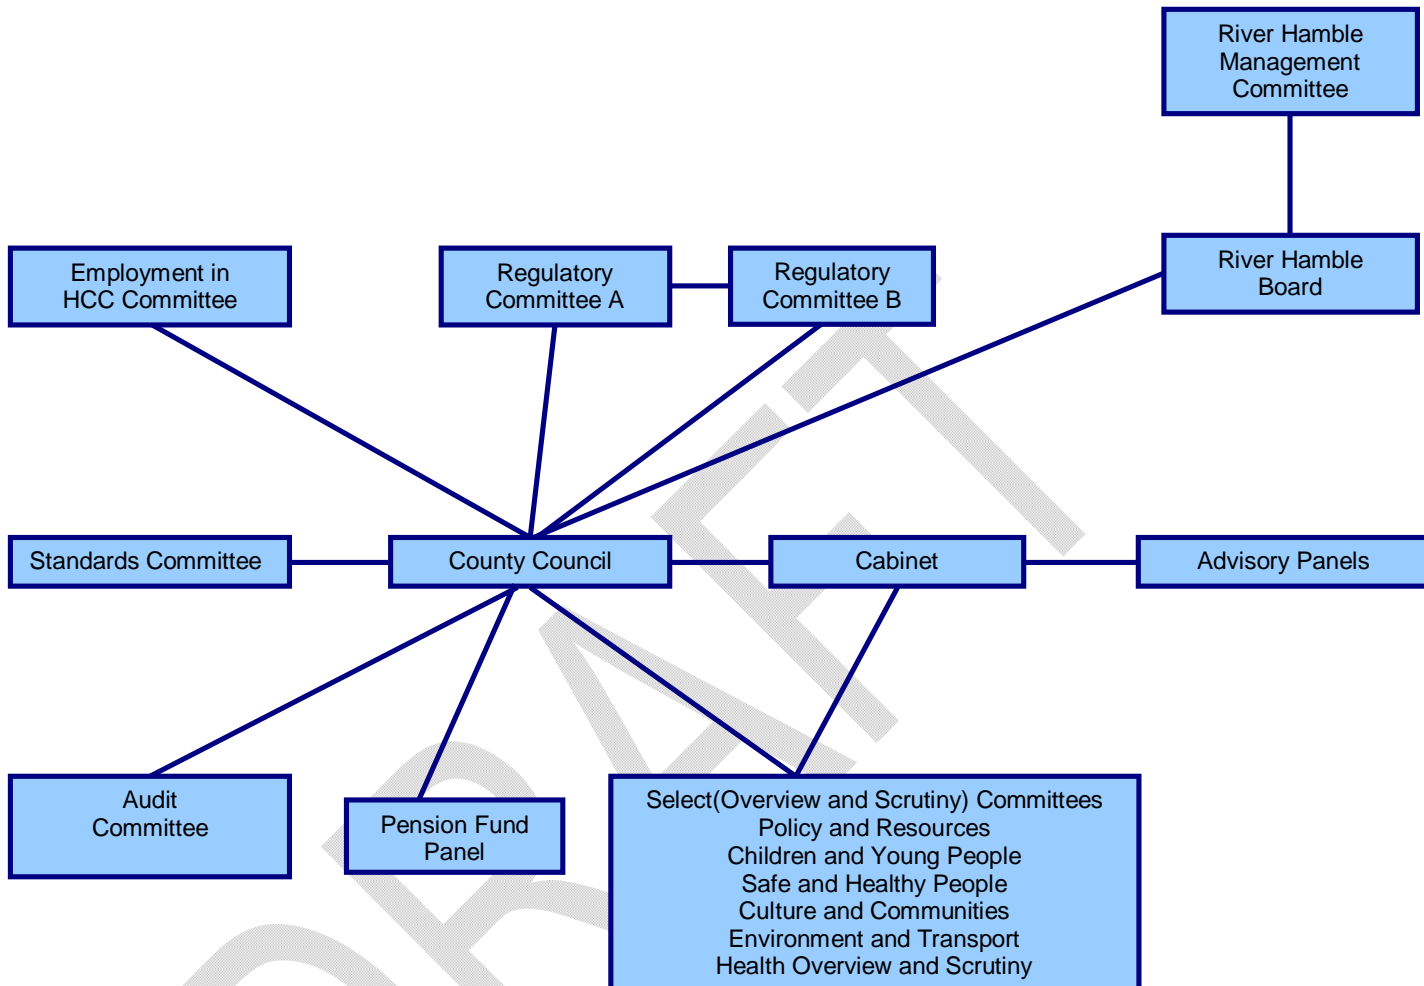 River Hamble
Management
Committee
Employment in
HCC Committee
Regulatory
Committee A
Regulatory
Committee B
River Hamble
Board
Standards Committee
County Council
Cabinet
Advisory Panels
Audit
Committee
Pension Fund
Panel
Select(Overview and Scrutiny) Committees
Policy and Resources
Children and Young People
Safe and Healthy People
Culture and Communities
Environment and Transport
Health Overview and Scrutiny
DRAFT